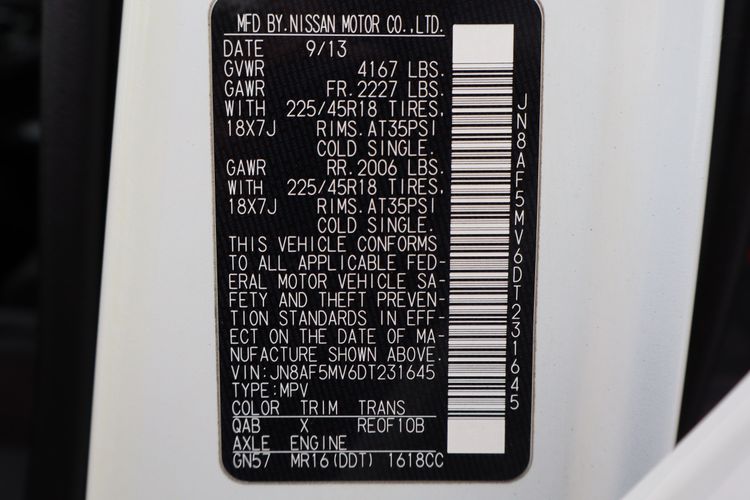 MFD BY.NISSAN MOTOR CO.,LTD.
DATE 9/13
GVWR 4167 LBS.
GAWR FR.2227 LBS.
WITH 225/45R18 TIRES,
18X7J RIMS.AT35PSI
COLD SINGLE.
GAWR RR.2006 LBS.
WITH 225/45R18 TIRES,
18X7J RIMS.AT35PSI
COLD SINGLE.
THIS VEHICLE CONFORMS
TO ALL APPLICABLE FED-
ERAL MOTOR VEHICLE SA-
FETY AND THEFT PREVEN-
TION STANDARDS IN EFF-
ECT ON THE DATE OF MA-
NUFACTURE SHOWN ABOVE.
VIN:JN8AF5MV6DT231645
TYPE:MPV
COLOR TRIM TRANS
QAB X RE0F10B
AXLE ENGINE
GN57 MR16(DDT) 1618CC
JN8AF5MV6DT231645